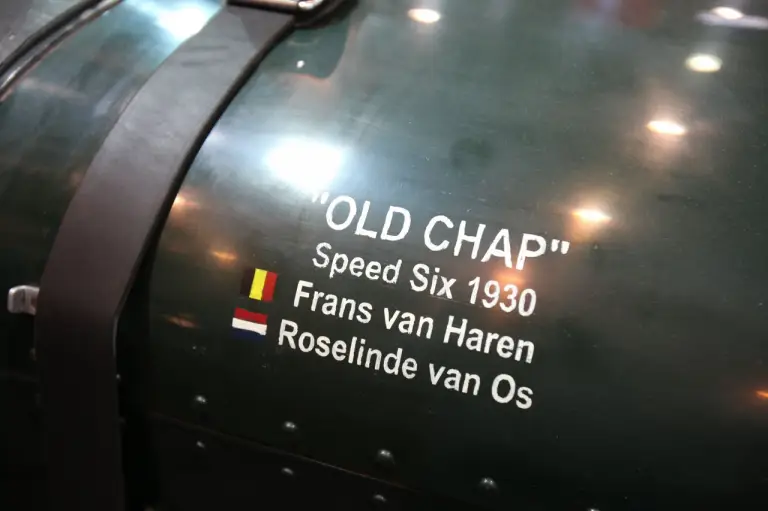 "OLD CHAP"
Speed Six 1930
Frans van Haren
Roselinde van Os